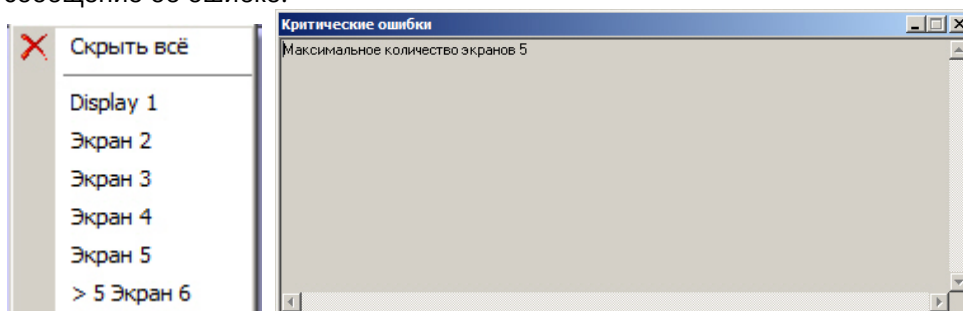 сообщение об ошибке.
Скрыть всё
Display 1
Экран 2
Экран 3
Экран 4
Экран 5
> 5 Экран 6
Критические ошибки
Максимальное количество экранов 5